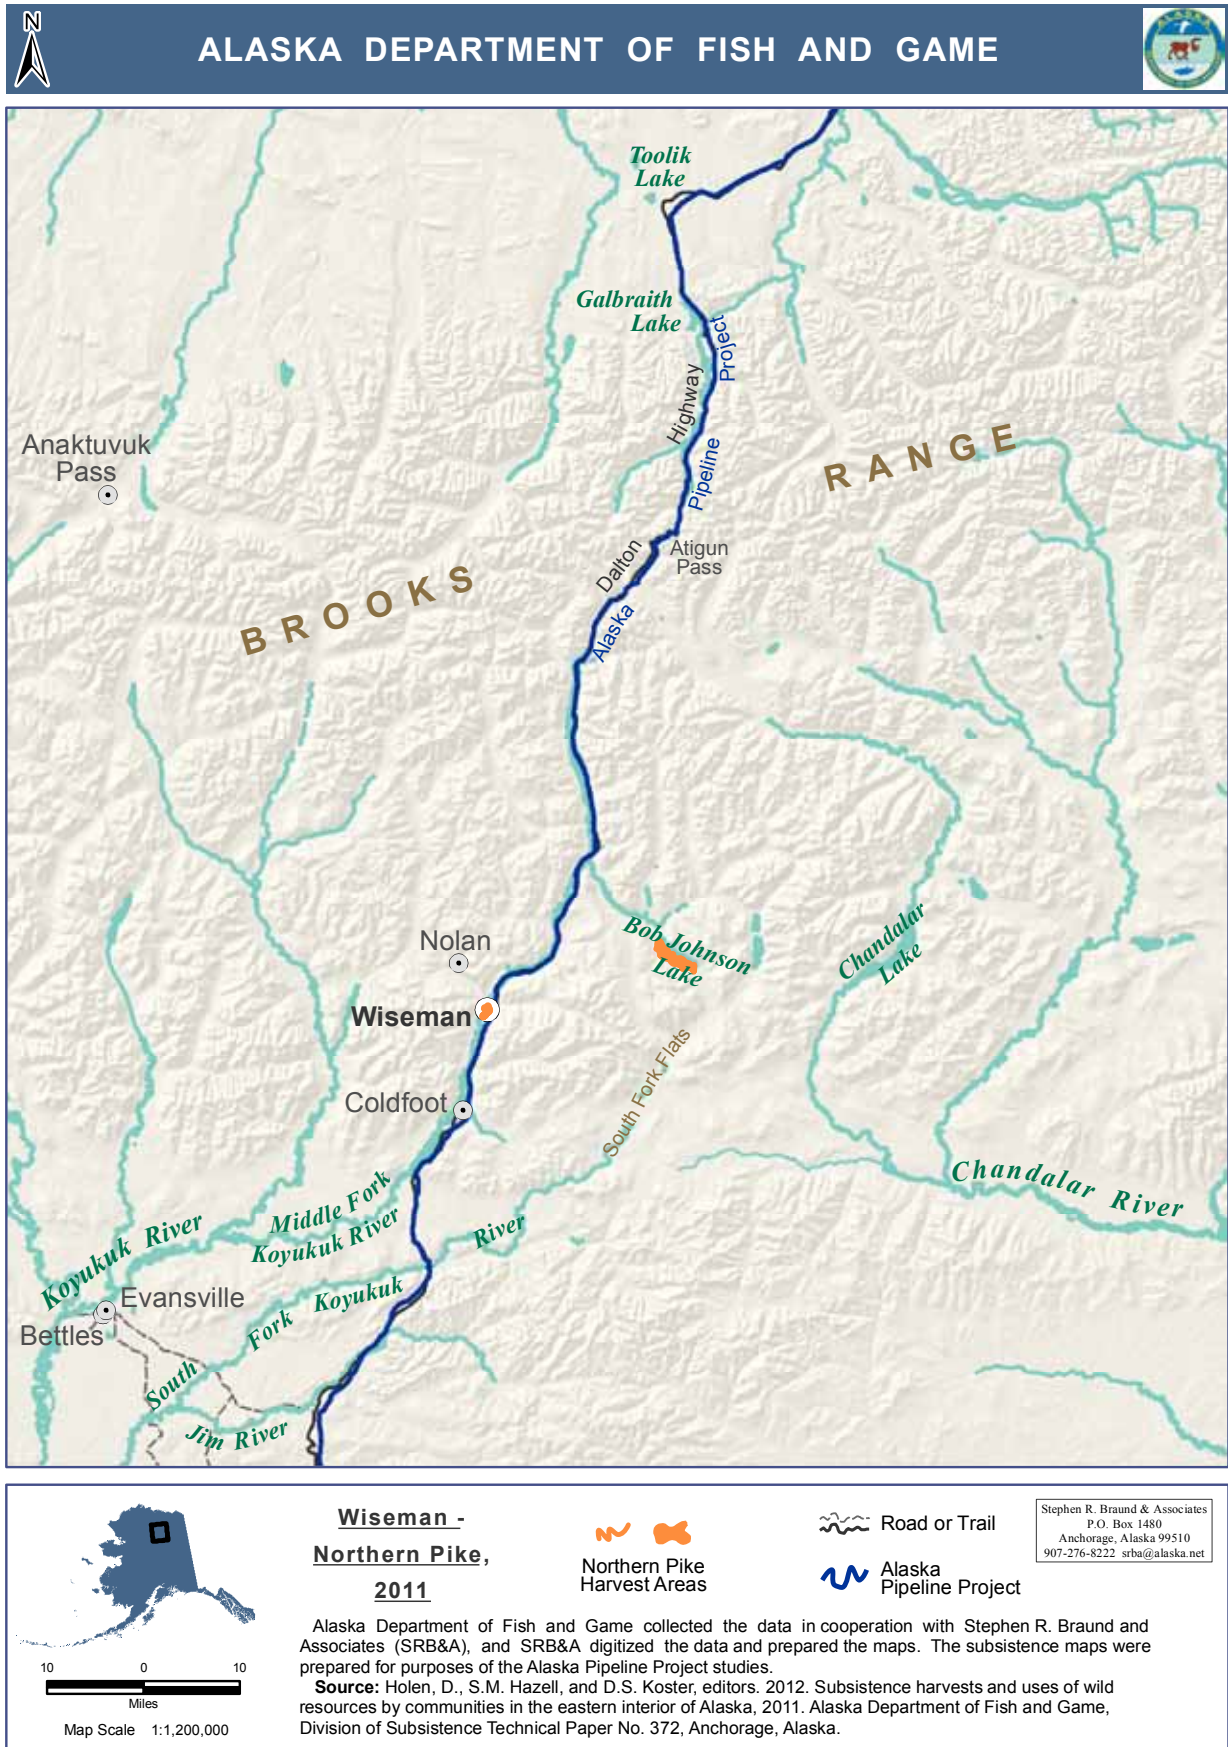 N
ALASKA DEPARTMENT OF FISH AND GAME
ALASKA
Toolik
Lake
Galbraith
Lake
Project
Highway
Pipeline
Anaktuvuk
Pass
RANGE
BROOKS
Dalton
Atigun
Pass
Alaska
Nolan
Bob Johnson
Lake
Chandalar
Lake
Wiseman
South Fork Flats
Coldfoot
Chandalar River
Middle Fork
Koyukuk River
River
Koyukuk River
Evansville
Bettles
South Fork Koyukuk
Jim River
Wiseman -
Northern Pike,
2011
Northern Pike
Harvest Areas
Road or Trail
Alaska
Pipeline Project
Stephen R. Braund & Associates
P.O. Box 1480
Anchorage, Alaska 99510
907-276-8222 srba@alaska.net
10 0 10
Miles
Map Scale 1:1,200,000
Alaska Department of Fish and Game collected the data in cooperation with Stephen R. Braund and
Associates (SRB&A), and SRB&A digitized the data and prepared the maps. The subsistence maps were
prepared for purposes of the Alaska Pipeline Project studies.
Source: Holen, D., S.M. Hazell, and D.S. Koster, editors. 2012. Subsistence harvests and uses of wild
resources by communities in the eastern interior of Alaska, 2011. Alaska Department of Fish and Game,
Division of Subsistence Technical Paper No. 372, Anchorage, Alaska.